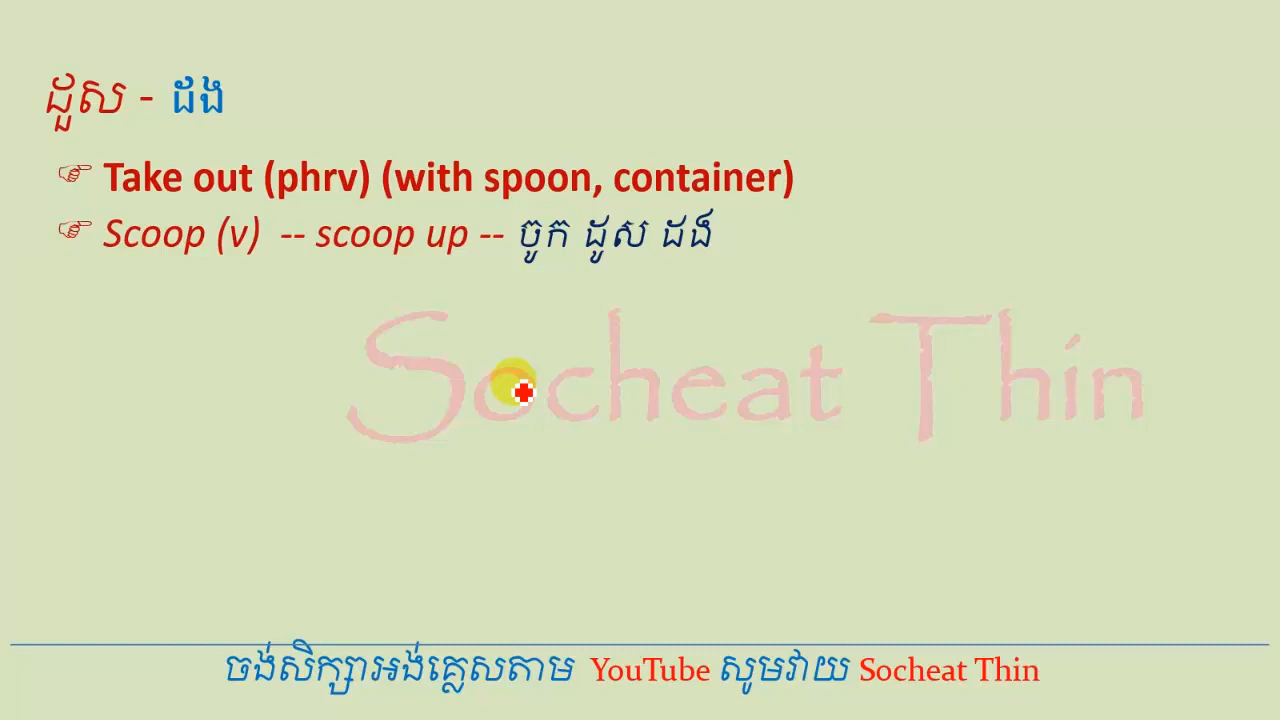 ដួស - ដង
Take out (phrv) (with spoon, container)
Scoop (v) -- scoop up -- ចូក ដូស ដង
Socheat Thin
ចង់សិក្សាអង់គ្លេសតាម YouTube សូមវាយ Socheat Thin